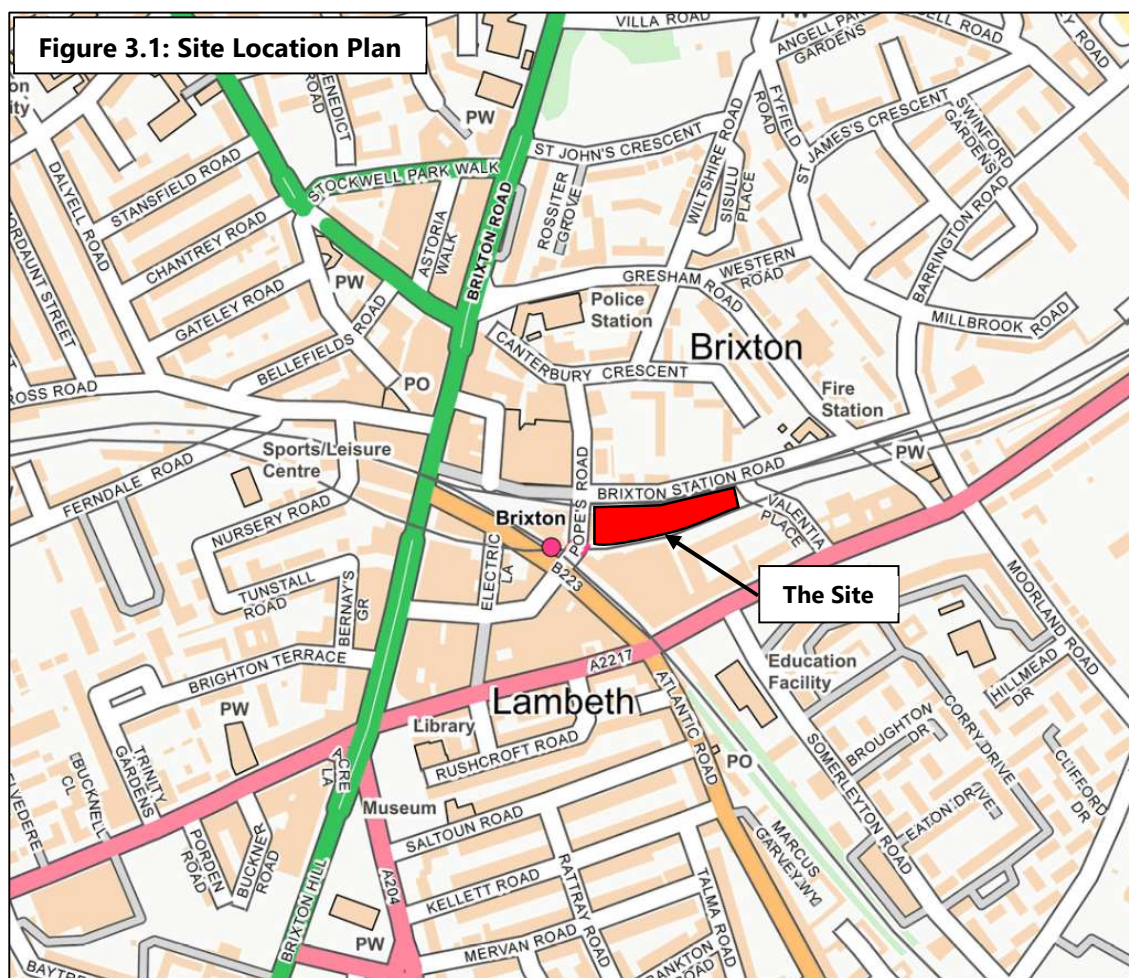 Figure 3.1: Site Location Plan
VILLA ROAD
PW
ANGELL PARK
GARDENS
ROAD
PW
BENEDICT
ROAD
ST JOHN'S CRESCENT
FYFIELD
ROAD
ST JAMES'S CRESCENT
SWINFORD
GARDENS
STOCKWELL PARK WALK
STANSFIELD ROAD
DALYELL ROAD
CHANTREY ROAD
ASTORIA
WALK
BRIXTON ROAD
ROSSITER
GROVE
WILTSHIRE ROAD
SISULU
PLACE
BARRINGTON ROAD
PW
GATELEY ROAD
BELLEFIELDS ROAD
GRESHAM ROAD
WESTERN
ROAD
Police
Station
MILLBROOK ROAD
CANTERBURY CRESCENT
Brixton
PO
ROSS ROAD
Fire
Station
Sports/Leisure
Centre
PW
FERNDALE ROAD
NURSERY ROAD
BRIXTON STATION ROAD
POPE'S ROAD
Brixton
VALENTIA
PLACE
ELECTRIC
LA
B223
TUNSTALL
ROAD
BERNAY'S
GR
The Site
MOORLAND ROAD
BRIGHTON TERRACE
A2217
Education
Facility
Lambeth
HILLMEAD
DR
PW
Library
RUSHCROFT ROAD
ATLANTIC ROAD
SOMERLEYTON ROAD
BROUGHTON
DR
CORRY DRIVE
CLIFFORD
DR
TRINITY
GARDENS
ACRE
LA
PO
BUCKNELL
CL
Museum
SALTOUN ROAD
EATON DRIVE
PORDEN
ROAD
BUCKNER
ROAD
MARCUS
GARVEY WY
A204
BRIXTON HILL
KELLETT ROAD
RATTRAY ROAD
TALMA ROAD
PW
MERVAN ROAD